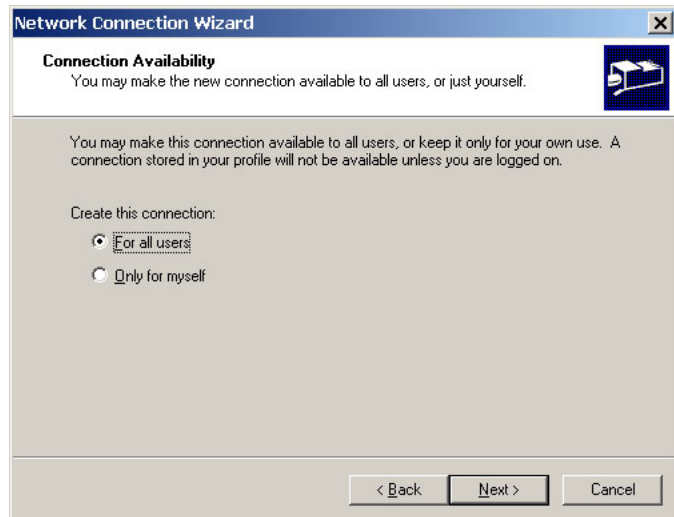 Network Connection Wizard
Connection Availability
You may make the new connection available to all users, or just yourself.
You may make this connection available to all users, or keep it only for your own use. A
connection stored in your profile will not be available unless you are logged on.
Create this connection:
For all users
Only for myself
< Back Next > Cancel